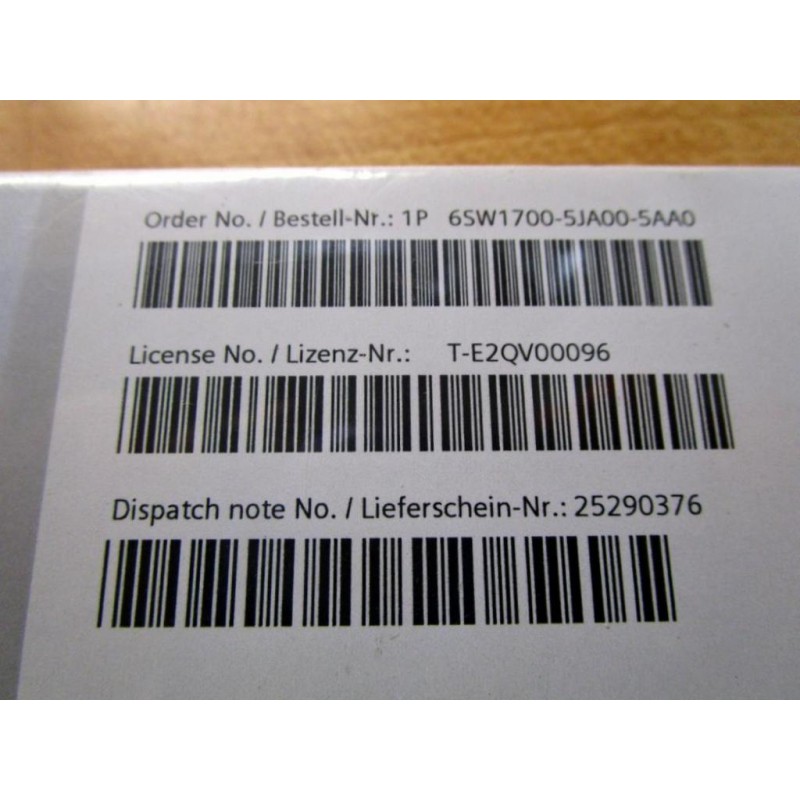 Order No. / Bestell-Nr.: 1P 6SW1700-5JA00-5AA0
License No. / Lizenz-Nr.: T-E2QV00096
Dispatch note No. / Lieferschein-Nr.: 25290376